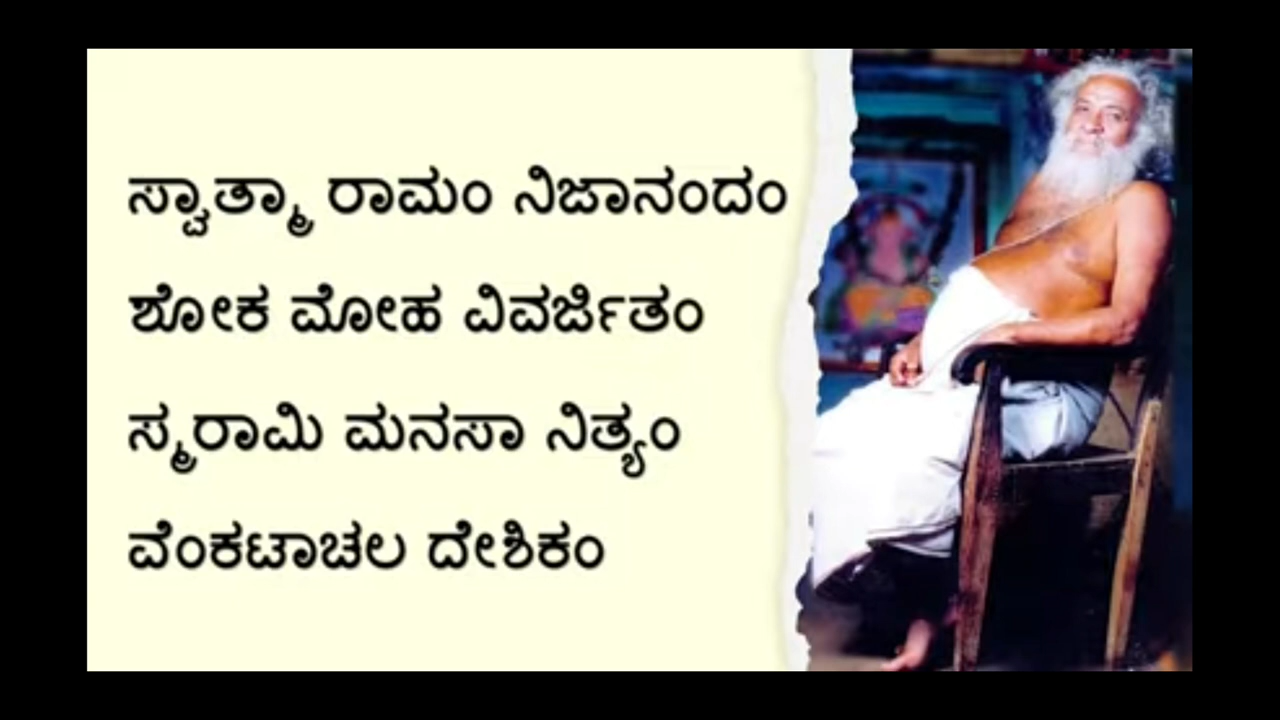 ಸ್ವಾತ್ಮಾ ರಾಮಂ ನಿಜಾನಂದಂ
ಶೋಕ ಮೋಹ ವಿವರ್ಜಿತಂ
ಸ್ಮರಾಮಿ ಮನಸಾ ನಿತ್ಯಂ
ವೆಂಕಟಾಚಲ ದೇಶಿಕಂ